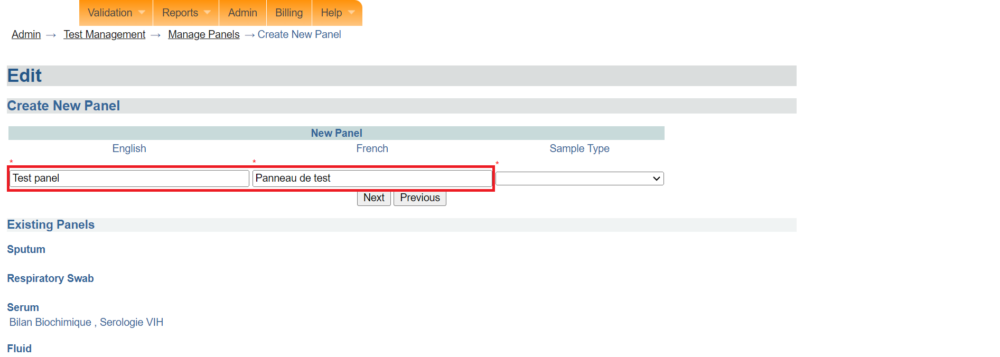 Validation Reports Admin Billing Help
Admin → Test Management → Manage Panels → Create New Panel
Edit
Create New Panel
New Panel
English French Sample Type
* * *
Test panel Panneau de test
Next Previous
Existing Panels
Sputum
Respiratory Swab
Serum
Bilan Biochimique , Serologie VIH
Fluid